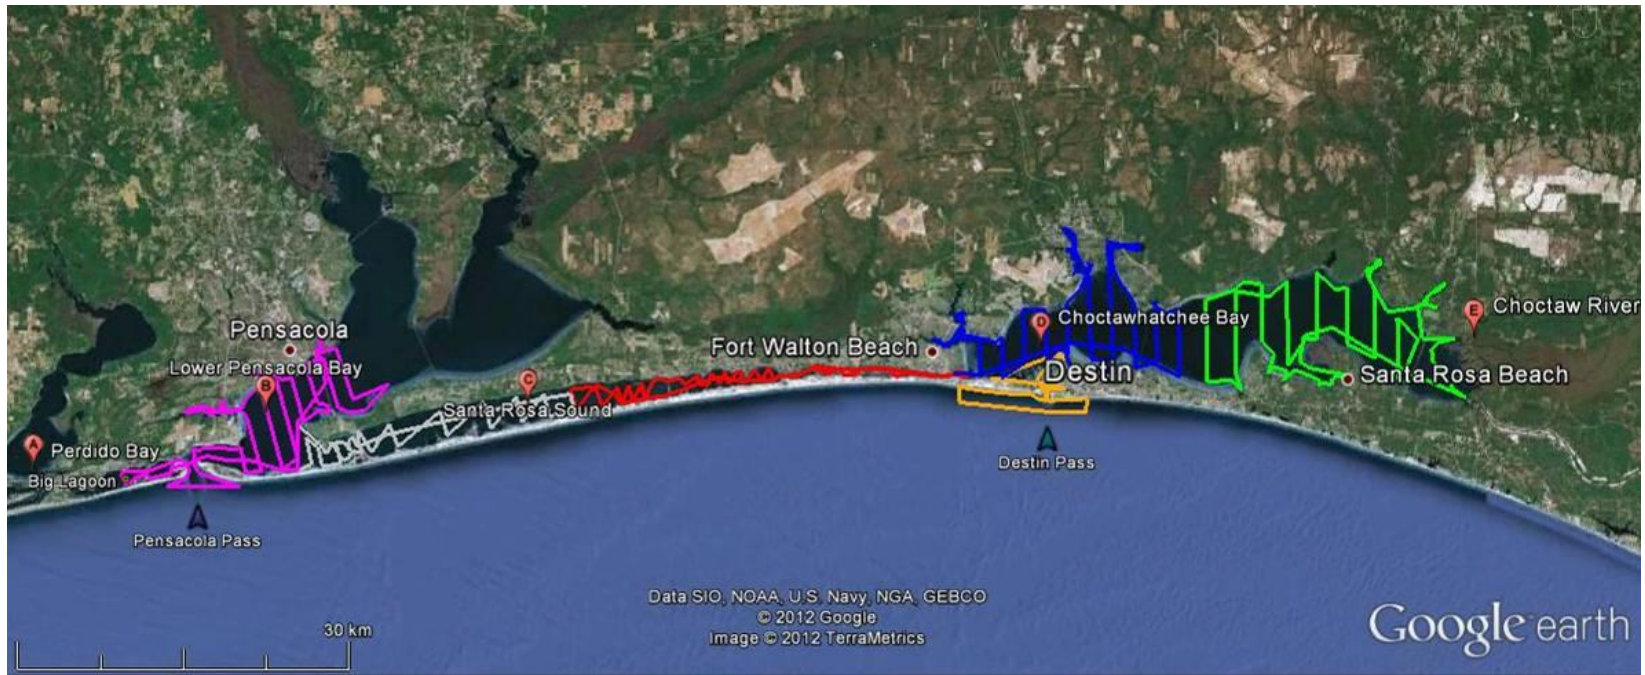 Pensacola
Lower Pensacola Bay
B
C
Santa Rosa Sound
A
Perdido Bay
Big Lagoon
Pensacola Pass
Fort Walton Beach
D
Choctawhatchee Bay
Destin
Destin Pass
E
Choctaw River
Santa Rosa Beach
Data SIO, NOAA, U.S. Navy, NGA, GEBCO
© 2012 Google
Image © 2012 TerraMetrics
30 km
Google earth